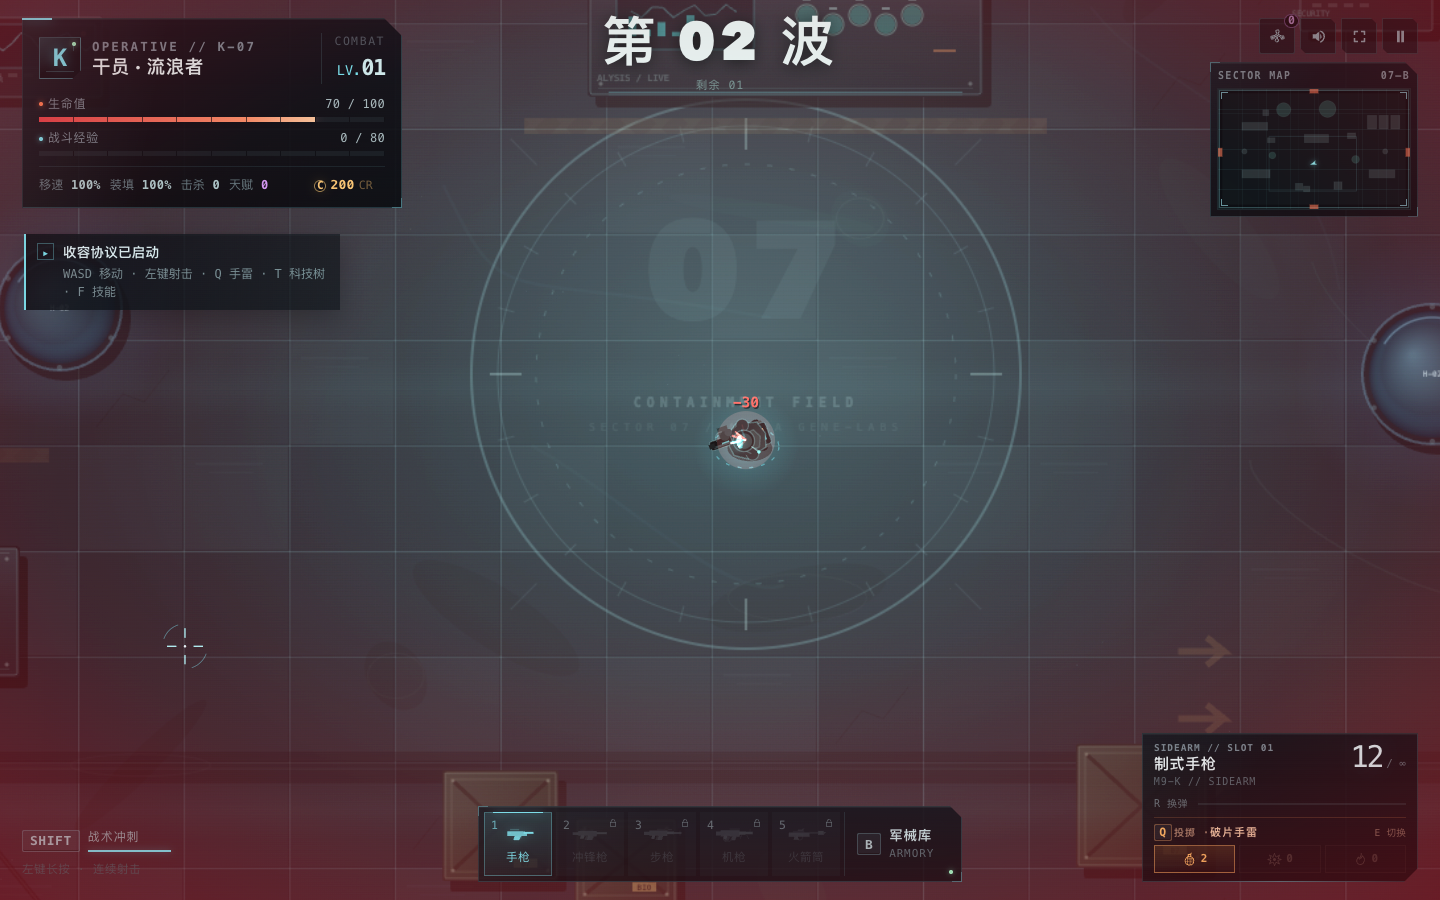 K
OPERATIVE // K-07
干员·流浪者
COMBAT
LV.01
生命值 70 / 100
战斗经验 0 / 80
移速 100% 装填 100% 击杀 0 天赋 0 C 200 CR
收容协议已启动
WASD 移动 · 左键射击 · Q 手雷 · T 科技树
· F 技能
第 02 波
剩余 01
ALYSIS / LIVE
0
SECTOR MAP 07-B
07
-30
H-02
SHIFT 战术冲刺
左键长按 · 连续射击
1 手枪
2 冲锋枪
3 步枪
4 机枪
5 火箭筒
B 军械库
ARMORY
BIO
SIDEARM // SLOT 01
制式手枪
M9-K // SIDEARM
12 / ∞
R 换弹
Q 投掷 ·破片手雷 E 切换
2 0 0